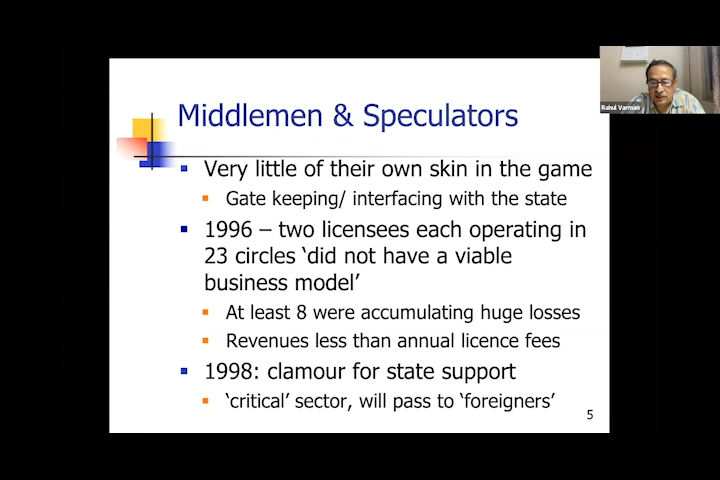 Middlemen & Speculators
Rahul Varman
Very little of their own skin in the game
Gate keeping/ interfacing with the state
1996 – two licensees each operating in
23 circles ‘did not have a viable
business model’
At least 8 were accumulating huge losses
Revenues less than annual licence fees
1998: clamour for state support
‘critical’ sector, will pass to ‘foreigners’
5